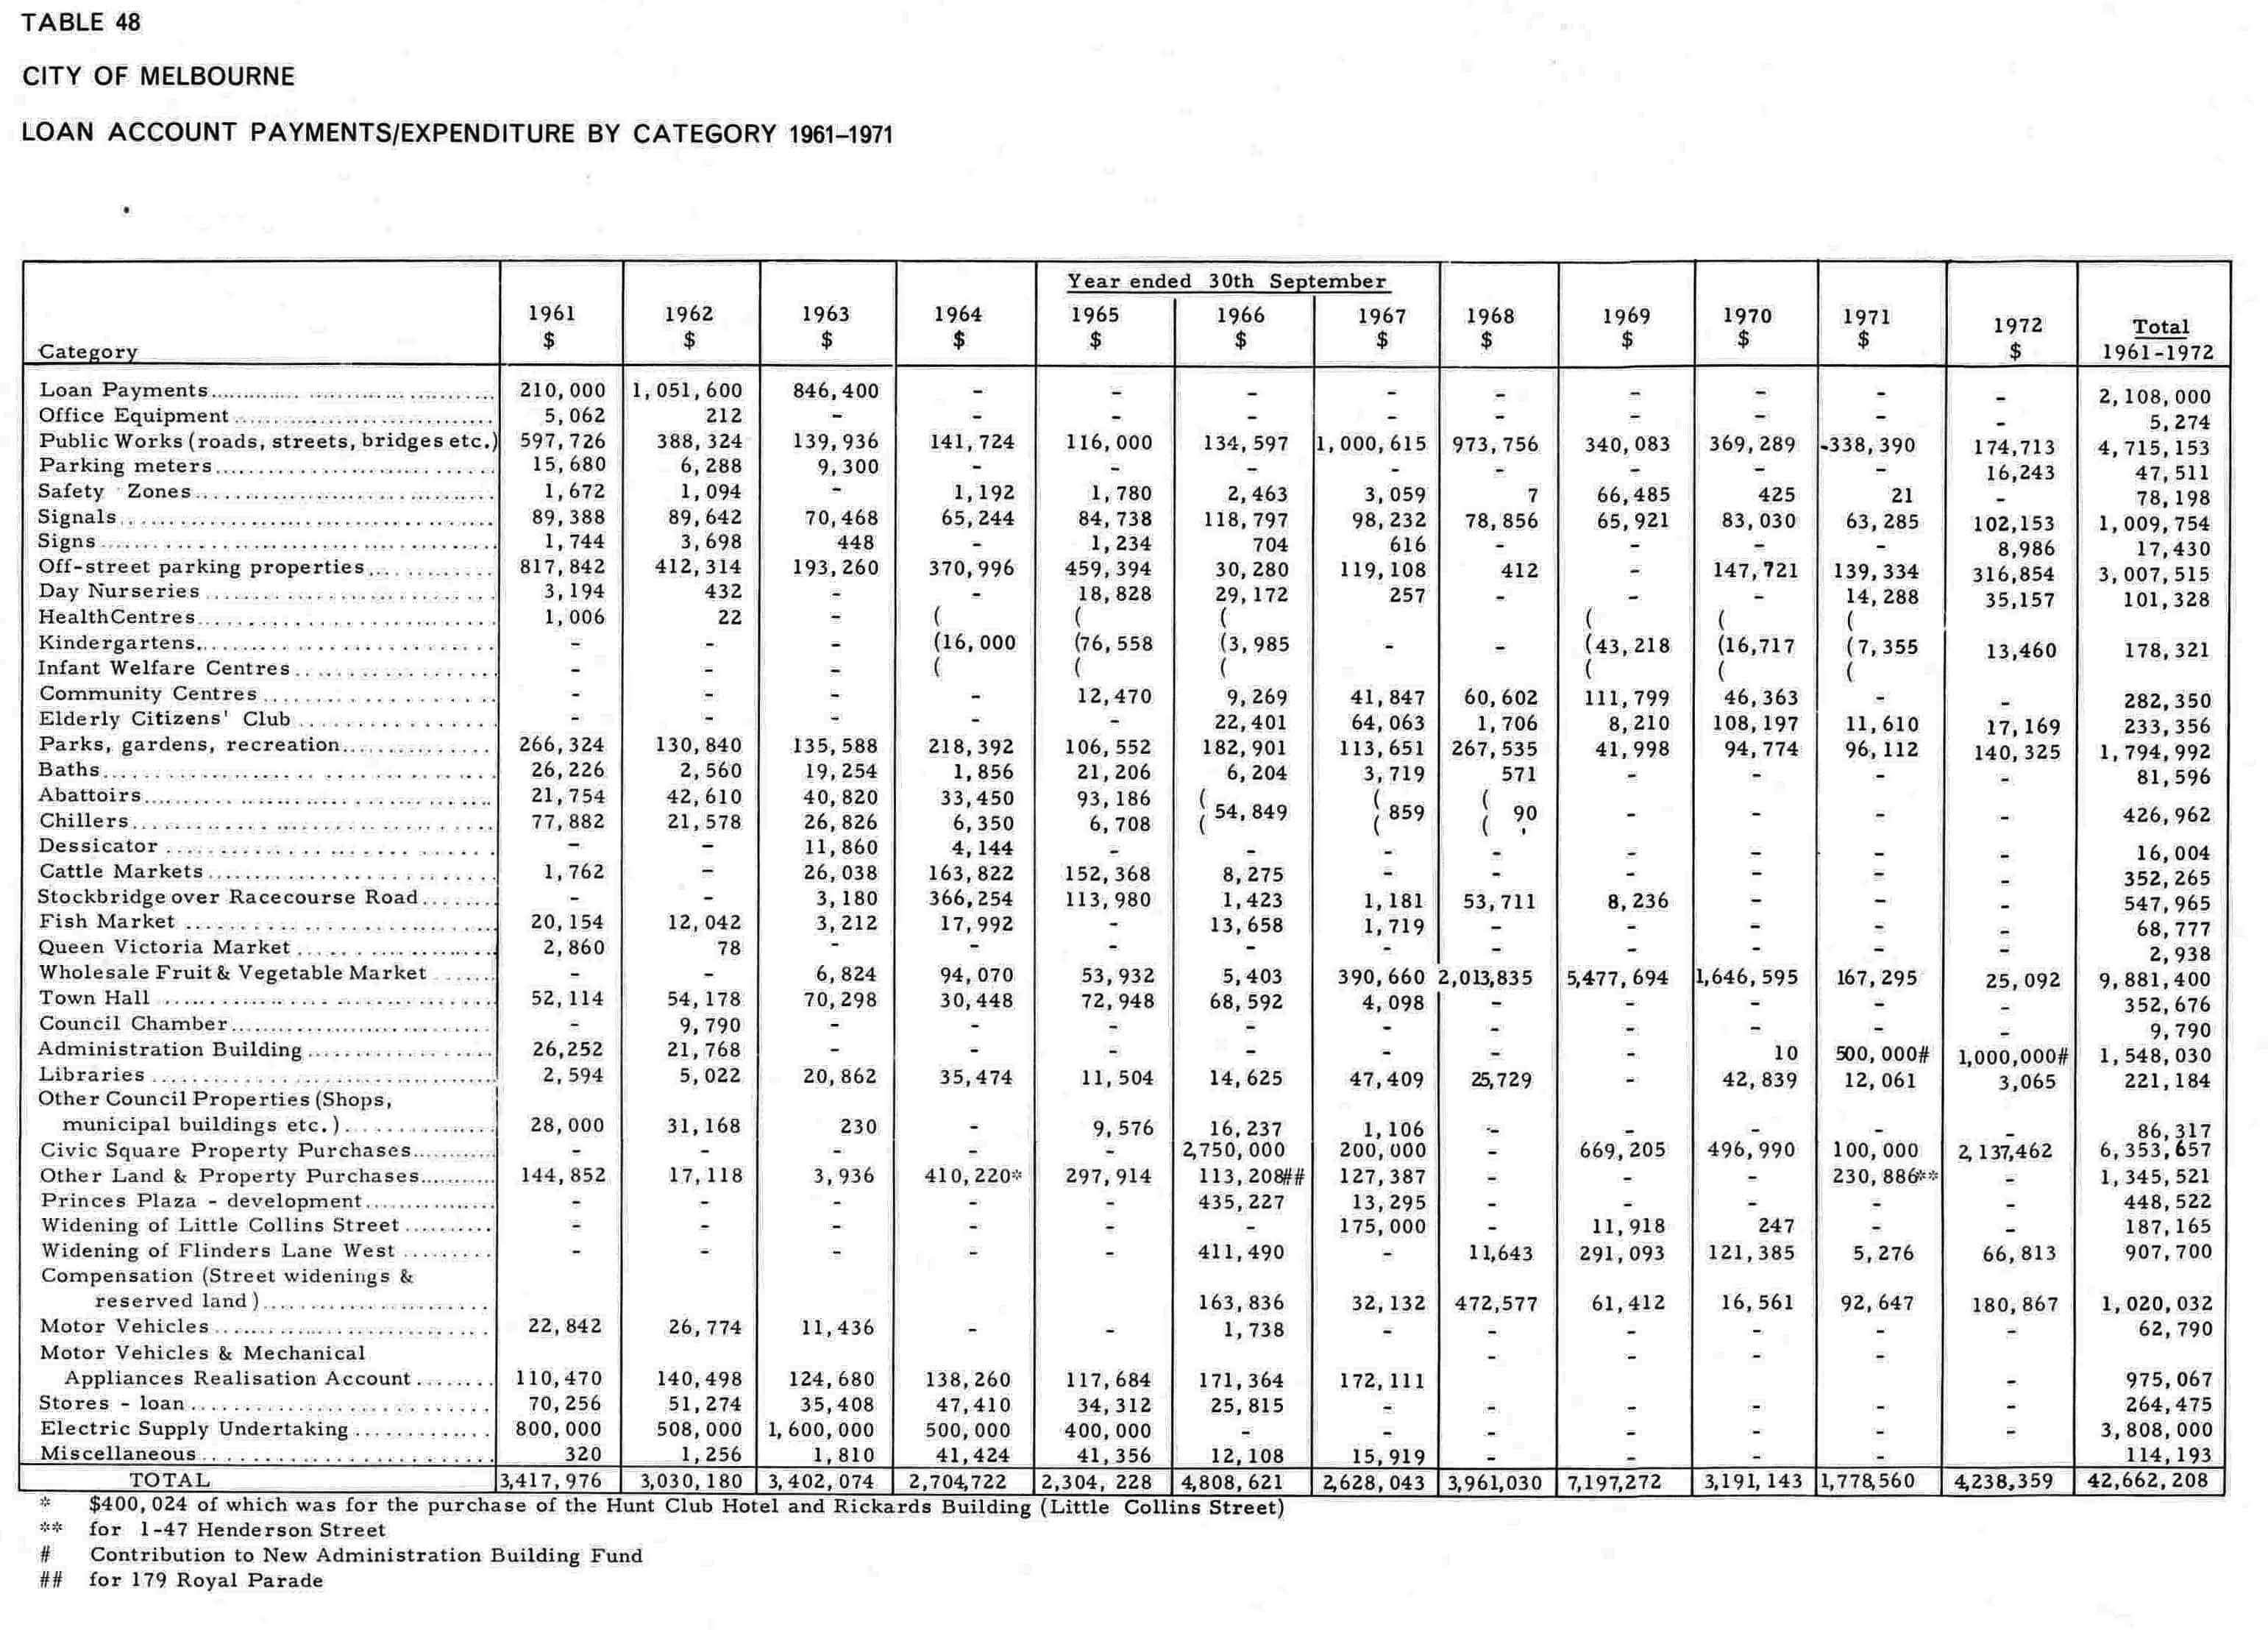 TABLE 48
CITY OF MELBOURNE
LOAN ACCOUNT PAYMENTS/EXPENDITURE BY CATEGORY 1961–1971
Year ended 30th September
1961 1962 1963 1964 1965 1966 1967 1968 1969 1970 1971 1972 Total
Category $ $ $ $ $ $ $ $ $ $ $ $ 1961-1972
Loan Payments 210,000 1,051,600 846,400 - - - - - - - - - 2,108,000
Office Equipment 5,062 212 - - - - - - - - - - 5,274
Public Works (roads, streets, bridges etc.) 597,726 388,324 139,936 141,724 116,000 134,597 1,000,615 973,756 340,083 369,289 -338,390 174,713 4,715,153
Parking meters 15,680 6,288 9,300 - - - - - - - - 16,243 47,511
Safety Zones 1,672 1,094 - 1,192 1,780 2,463 3,059 7 66,485 425 21 - 78,198
Signals 89,388 89,642 70,468 65,244 84,738 118,797 98,232 78,856 65,921 83,030 63,285 102,153 1,009,754
Signs 1,744 3,698 448 - 1,234 704 616 - - - - 8,986 17,430
Off-street parking properties 817,842 412,314 193,260 370,996 459,394 30,280 119,108 412 - 147,721 139,334 316,854 3,007,515
Day Nurseries 3,194 432 - - 18,828 29,172 257 - - - 14,288 35,157 101,328
Health Centres 1,006 22 - ( ( ( ( ( (
Kindergartens - - - (16,000 (76,558 (3,985 - - (43,218 (16,717 (7,355 13,460 178,321
Infant Welfare Centres - - - ( ( ( ( ( (
Community Centres - - - - 12,470 9,269 41,847 60,602 111,799 46,363 - - 282,350
Elderly Citizens' Club - - - - - 22,401 64,063 1,706 8,210 108,197 11,610 17,169 233,356
Parks, gardens, recreation 266,324 130,840 135,588 218,392 106,552 182,901 113,651 267,535 41,998 94,774 96,112 140,325 1,794,992
Baths 26,226 2,560 19,254 1,856 21,206 6,204 3,719 571 - - - - 81,596
Abattoirs 21,754 42,610 40,820 33,450 93,186 ( 54,849 ( 859 ( 90 - - - - 426,962
Chillers 77,882 21,578 26,826 6,350 6,708 ( ( (
Dessicator - - 11,860 4,144 - - - - - - - - 16,004
Cattle Markets 1,762 - 26,038 163,822 152,368 8,275 - - - - - - 352,265
Stockbridge over Racecourse Road - - 3,180 366,254 113,980 1,423 1,181 53,711 8,236 - - - 547,965
Fish Market 20,154 12,042 3,212 17,992 - 13,658 1,719 - - - - - 68,777
Queen Victoria Market 2,860 78 - - - - - - - - - - 2,938
Wholesale Fruit & Vegetable Market - - 6,824 94,070 53,932 5,403 390,660 2,013,835 5,477,694 1,646,595 167,295 25,092 9,881,400
Town Hall 52,114 54,178 70,298 30,448 72,948 68,592 4,098 - - - - - 352,676
Council Chamber - 9,790 - - - - - - - - - - 9,790
Administration Building 26,252 21,768 - - - - - - - 10 500,000# 1,000,000# 1,548,030
Libraries 2,594 5,022 20,862 35,474 11,504 14,625 47,409 25,729 - 42,839 12,061 3,065 221,184
Other Council Properties (Shops,
municipal buildings etc.) 28,000 31,168 230 - 9,576 16,237 1,106 - - - - - 86,317
Civic Square Property Purchases - - - - - 2,750,000 200,000 - 669,205 496,990 100,000 2,137,462 6,353,657
Other Land & Property Purchases 144,852 17,118 3,936 410,220* 297,914 113,208## 127,387 - - - 230,886** - 1,345,521
Princes Plaza - development - - - - - 435,227 13,295 - - - - - 448,522
Widening of Little Collins Street - - - - - - 175,000 - 11,918 247 - - 187,165
Widening of Flinders Lane West - - - - - 411,490 - 11,643 291,093 121,385 5,276 66,813 907,700
Compensation (Street widenings &
reserved land) 163,836 32,132 472,577 61,412 16,561 92,647 180,867 1,020,032
Motor Vehicles 22,842 26,774 11,436 - - 1,738 - - - - - - 62,790
Motor Vehicles & Mechanical - - - -
Appliances Realisation Account 110,470 140,498 124,680 138,260 117,684 171,364 172,111 - 975,067
Stores - loan 70,256 51,274 35,408 47,410 34,312 25,815 - - - - - - 264,475
Electric Supply Undertaking 800,000 508,000 1,600,000 500,000 400,000 - - - - - - - 3,808,000
Miscellaneous 320 1,256 1,810 41,424 41,356 12,108 15,919 - - - - - 114,193
TOTAL 3,417,976 3,030,180 3,402,074 2,704,722 2,304,228 4,808,621 2,628,043 3,961,030 7,197,272 3,191,143 1,778,560 4,238,359 42,662,208
* $400,024 of which was for the purchase of the Hunt Club Hotel and Rickards Building (Little Collins Street)
** for 1-47 Henderson Street
# Contribution to New Administration Building Fund
## for 179 Royal Parade